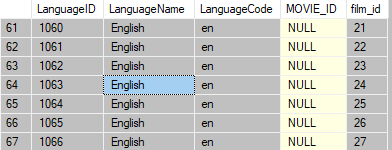 LanguageID LanguageName LanguageCode MOVIE_ID film_id
61 1060 English en NULL 21
62 1061 English en NULL 22
63 1062 English en NULL 23
64 1063 English en NULL 24
65 1064 English en NULL 25
66 1065 English en NULL 26
67 1066 English en NULL 27